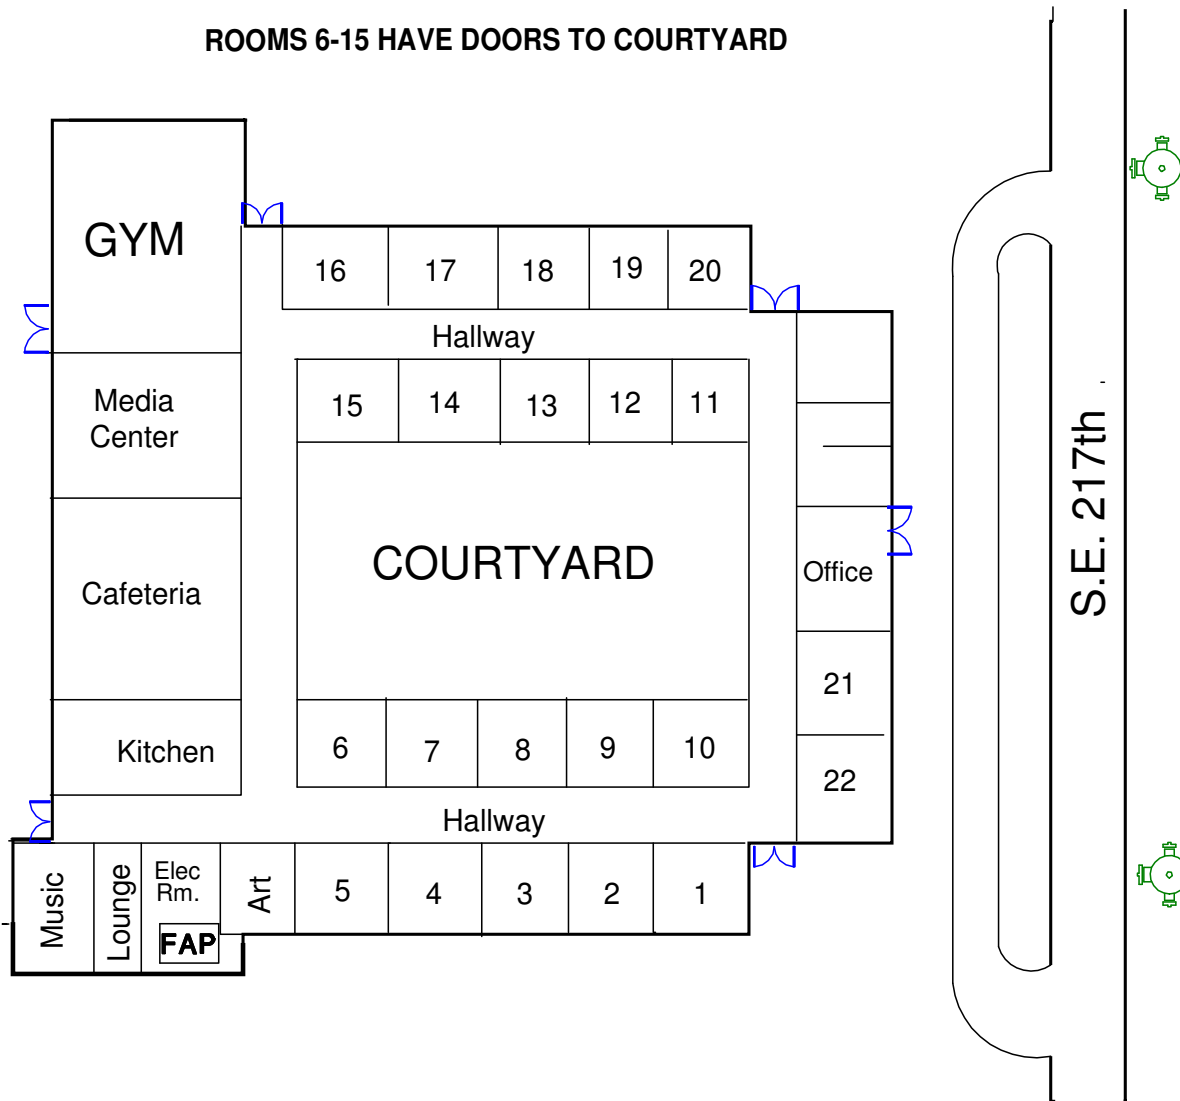 ROOMS 6-15 HAVE DOORS TO COURTYARD
GYM
16
17
18
19
20
Hallway
Media
Center
15
14
13
12
11
S.E. 217th
COURTYARD
Office
Cafeteria
21
Kitchen
6
7
8
9
10
22
Hallway
Music
Lounge
Elec
Rm.
FAP
Art
5
4
3
2
1